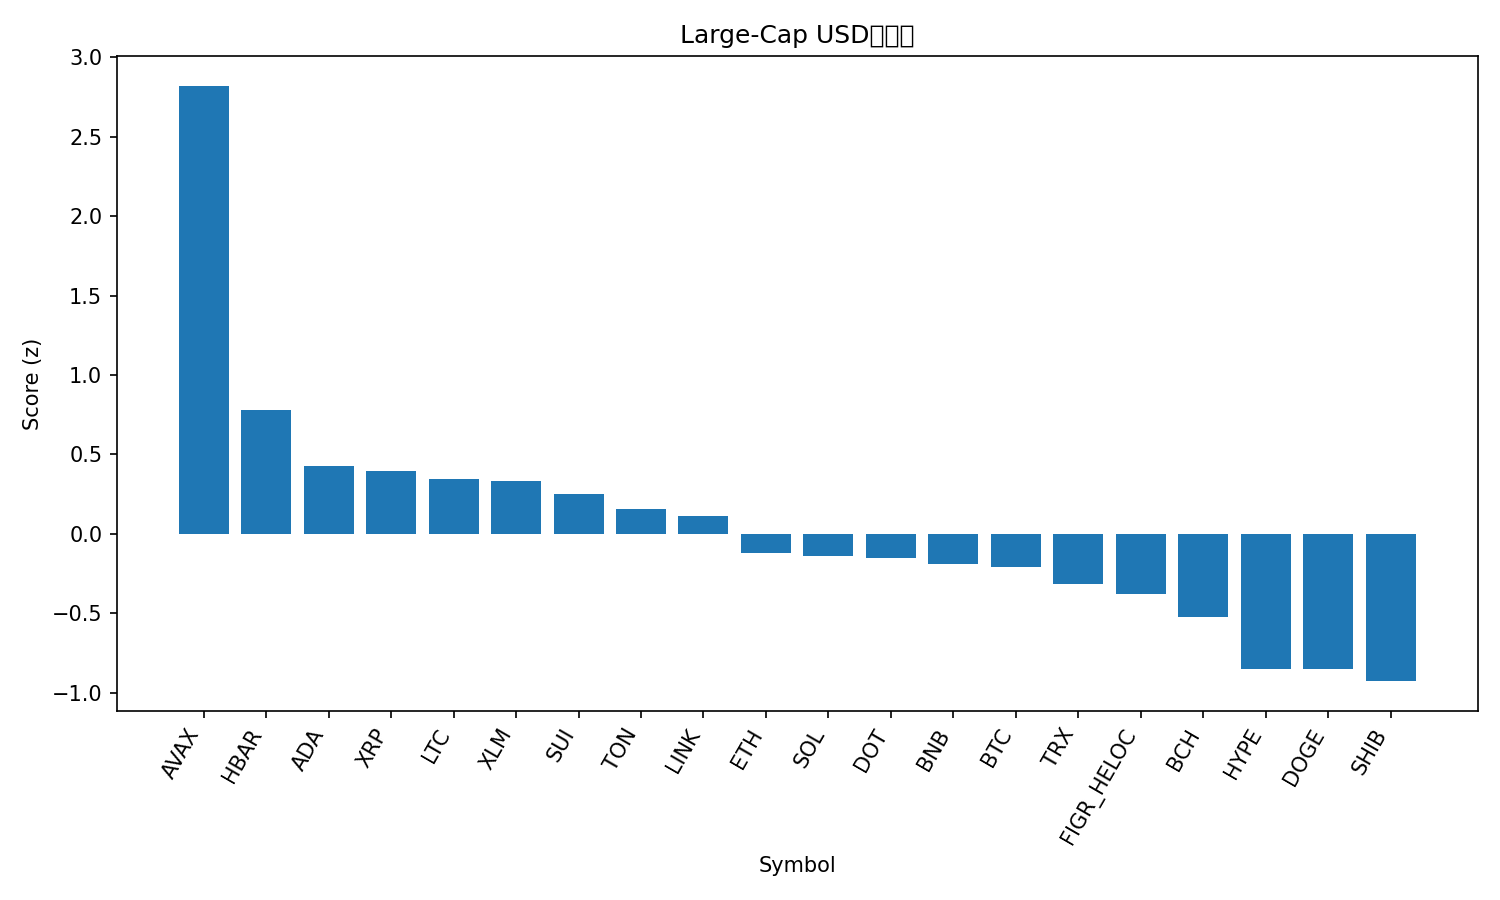 Large-Cap USD
Score (z)
3.0
2.5
2.0
1.5
1.0
0.5
0.0
−0.5
−1.0
AVAX
HBAR
ADA
XRP
LTC
XLM
SUI
TON
LINK
ETH
SOL
DOT
BNB
BTC
TRX
FIGR_HELOC
BCH
HYPE
DOGE
SHIB
Symbol